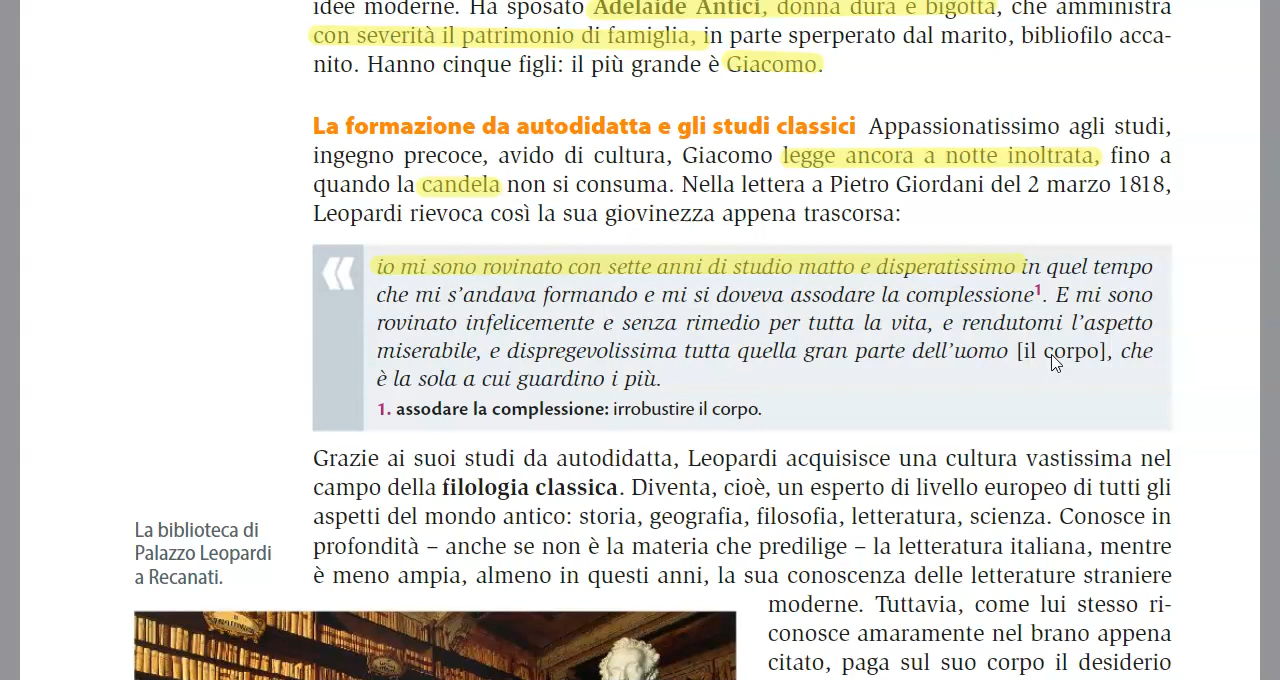 idee moderne. Ha sposato Adelaide Antici, donna dura e bigotta, che amministra
con severità il patrimonio di famiglia, in parte sperperato dal marito, bibliofilo acca-
nito. Hanno cinque figli: il più grande è Giacomo.
La formazione da autodidatta e gli studi classici Appassionatissimo agli studi,
ingegno precoce, avido di cultura, Giacomo legge ancora a notte inoltrata, fino a
quando la candela non si consuma. Nella lettera a Pietro Giordani del 2 marzo 1818,
Leopardi rievoca così la sua giovinezza appena trascorsa:
io mi sono rovinato con sette anni di studio matto e disperatissimo in quel tempo
che mi s'andava formando e mi si doveva assodare la complessione¹. E mi sono
rovinato infelicemente e senza rimedio per tutta la vita, e rendutomi l'aspetto
miserabile, e dispregevolissima tutta quella gran parte dell'uomo [il corpo], che
è la sola a cui guardino i più.
1. assodare la complessione: irrobustire il corpo.
Grazie ai suoi studi da autodidatta, Leopardi acquisisce una cultura vastissima nel
campo della filologia classica. Diventa, cioè, un esperto di livello europeo di tutti gli
aspetti del mondo antico: storia, geografia, filosofia, letteratura, scienza. Conosce in
profondità – anche se non è la materia che predilige – la letteratura italiana, mentre
è meno ampia, almeno in questi anni, la sua conoscenza delle letterature straniere
moderne. Tuttavia, come lui stesso ri-
conosce amaramente nel brano appena
citato, paga sul suo corpo il desiderio
La biblioteca di
Palazzo Leopardi
a Recanati.